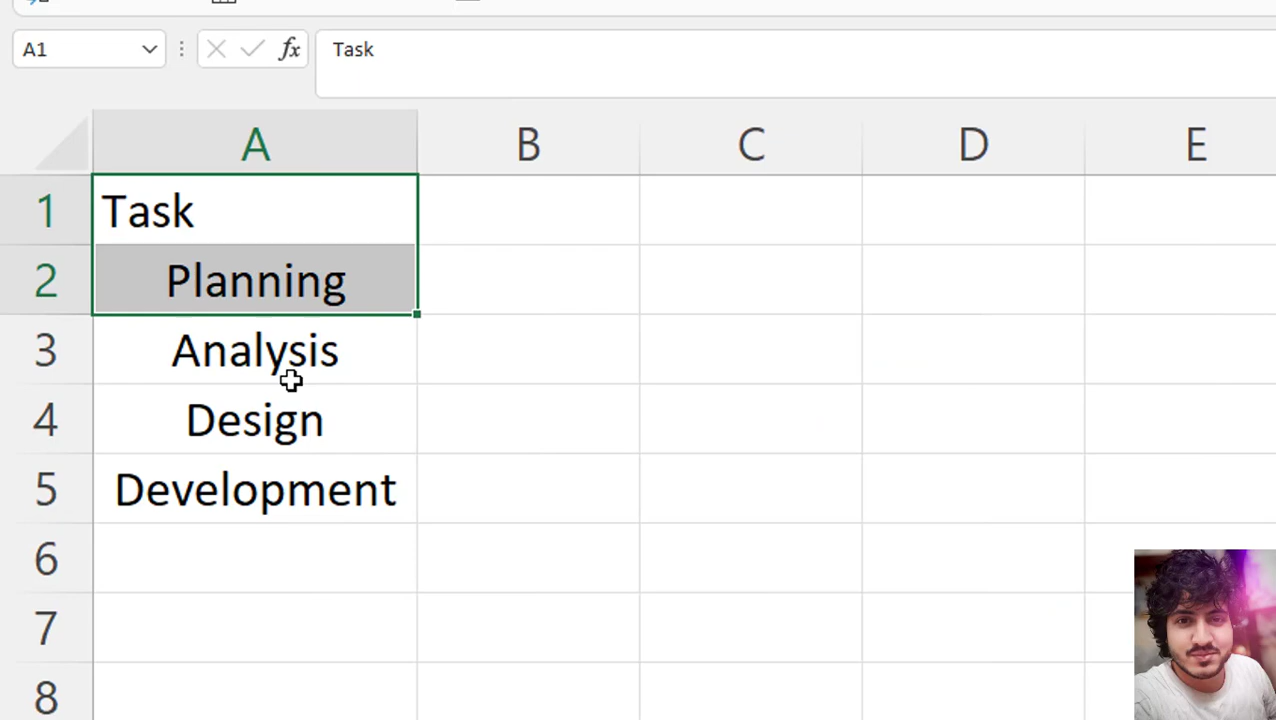 A1
fx
Task
A B C D E
1 Task
2 Planning
3 Analysis
4 Design
5 Development
6
7
8